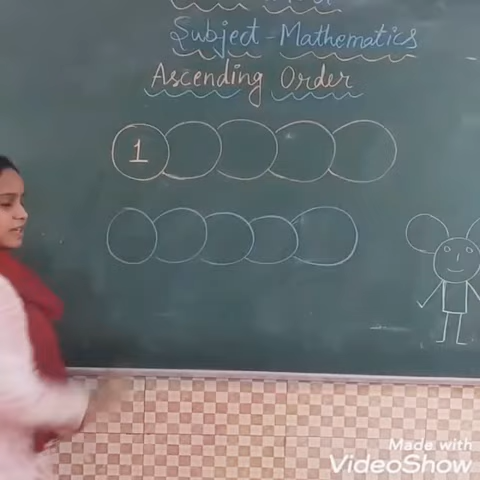 Subject - Mathematics
Ascending Order
1
Made with
VideoShow